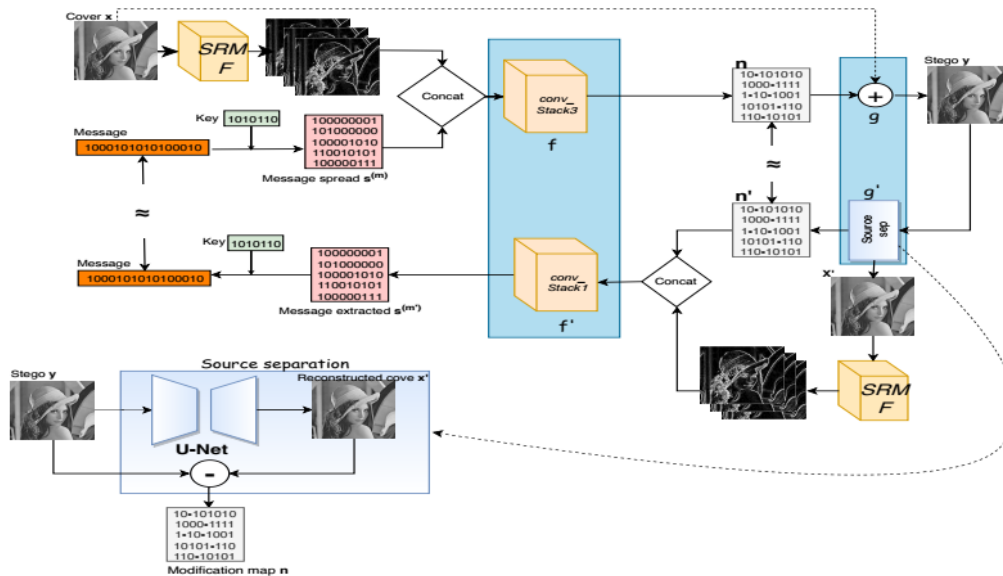 Cover x
SRM
F
Concat
conv_
Stack3
f
n
10-101010
1000-1111
1-10-1001
10101-110
110-10101
+
g
Stego y
Key
1010110
Message
1000101010100010
100000001
101000000
100001010
110010101
100000111
Message spread s(m)
≈
≈
n'
10-101010
1000-1111
1-10-1001
10101-110
110-10101
g'
Source
sep
Key
1010110
Message
1000101010100010
100000001
101000000
100001010
110010101
100000111
Message extracted s(m')
conv_
Stack1
f'
Concat
x'
SRM
F
Source separation
Stego y
Reconstructed cove x'
U-Net
-
10-101010
1000-1111
1-10-1001
10101-110
110-10101
Modification map n